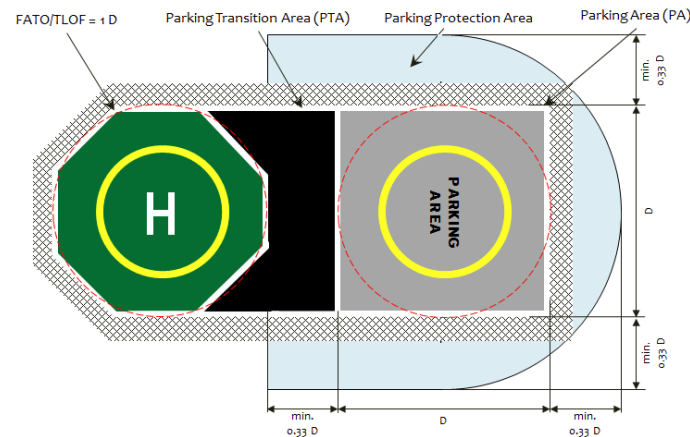 FATO/TLOF = 1 D
Parking Transition Area (PTA)
Parking Protection Area
Parking Area (PA)
min.
0,33 D
H
PARKING
AREA
D
min.
0,33 D
min.
0,33 D
D
min.
0,33 D